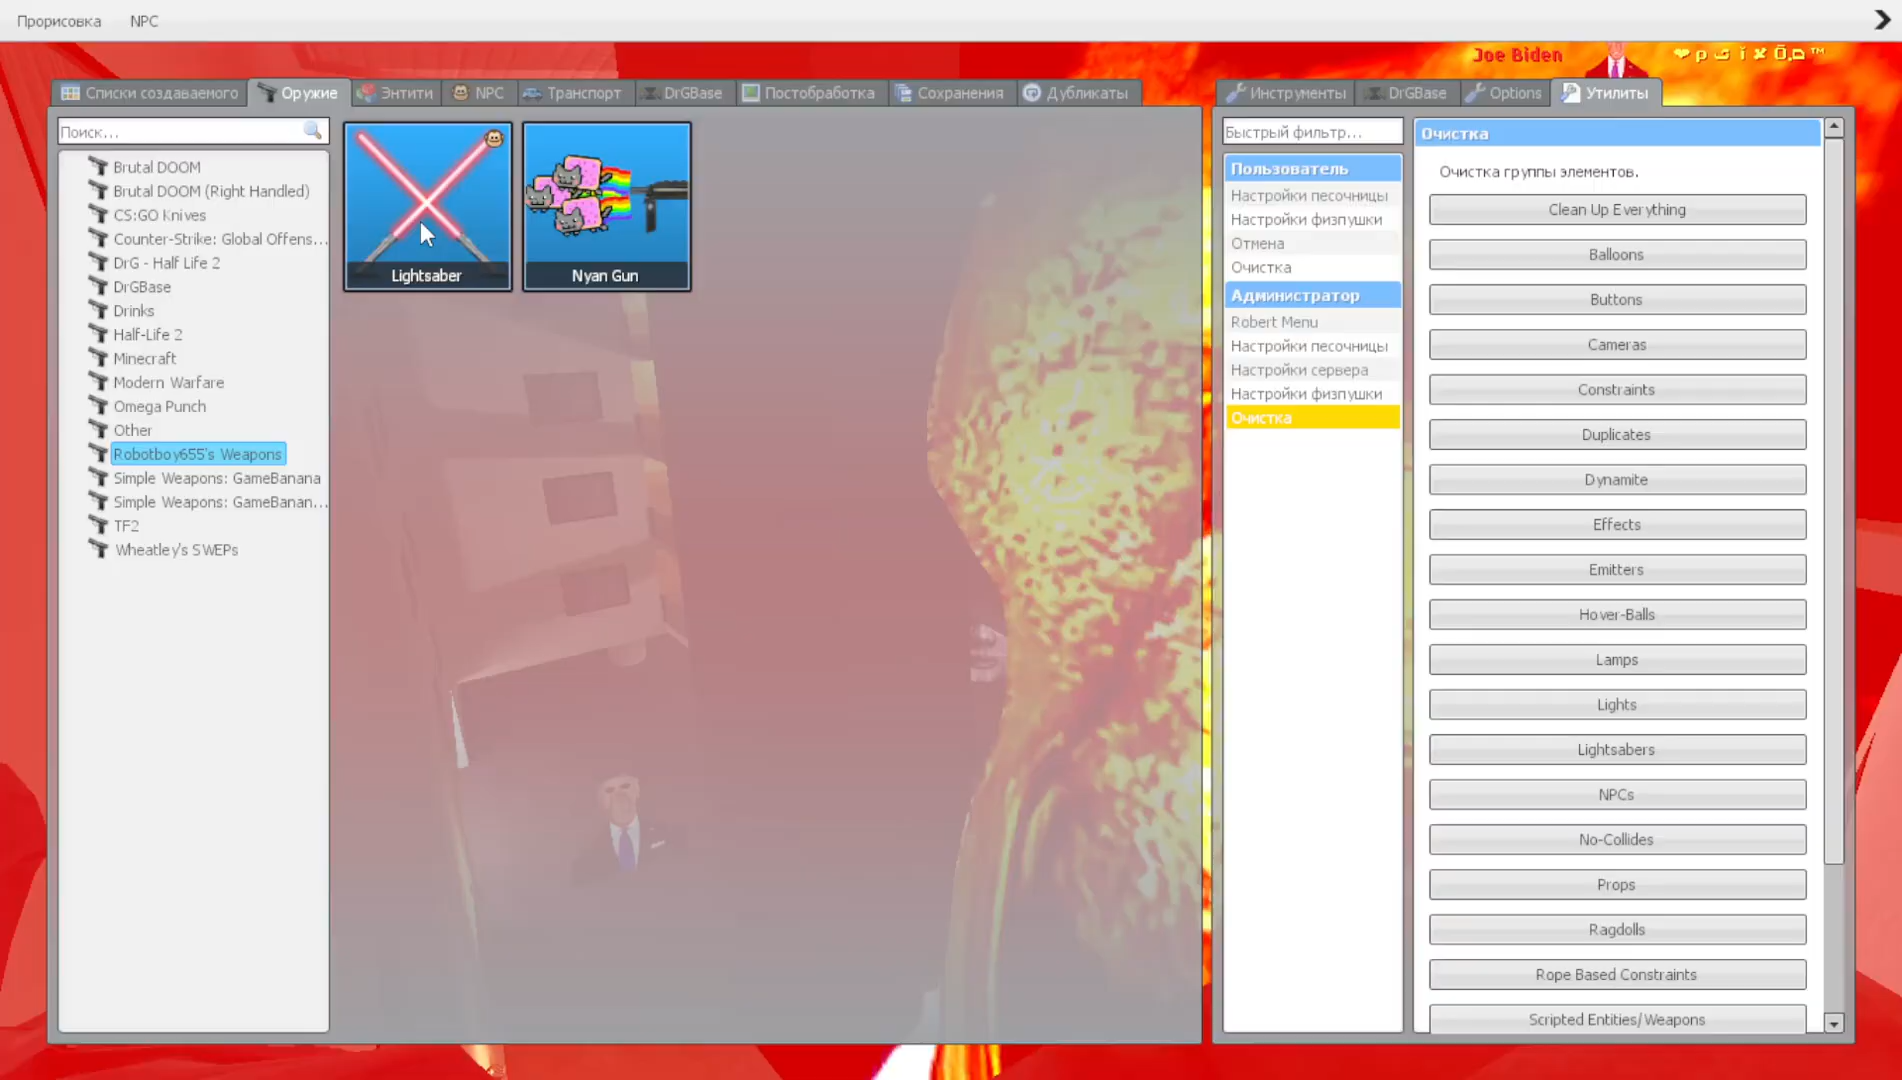 Прорисовка NPC
Joe Biden
Списки создаваемого Оружие Энтити NPC Транспорт DrGBase Постобработка Сохранения Дубликаты
Инструменты DrGBase Options Утилиты
Поиск...
Brutal DOOM
Brutal DOOM (Right Handled)
CS:GO Knives
Counter-Strike: Global Offens...
DrG - Half Life 2
DrGBase
Drinks
Half-Life 2
Minecraft
Modern Warfare
Omega Punch
Other
Robotboy655's Weapons
Simple Weapons: GameBanana
Simple Weapons: GameBanan...
TF2
Wheatley's SWEPs
Lightsaber
Nyan Gun
Быстрый фильтр...
Пользователь
Настройки песочницы
Настройки физпушки
Отмена
Очистка
Администратор
Robert Menu
Настройки песочницы
Настройки сервера
Настройки физпушки
Очистка
Очистка
Очистка группы элементов.
Clean Up Everything
Balloons
Buttons
Cameras
Constraints
Duplicates
Dynamite
Effects
Emitters
Hover-Balls
Lamps
Lights
Lightsabers
NPCs
No-Collides
Props
Ragdolls
Rope Based Constraints
Scripted Entities/Weapons